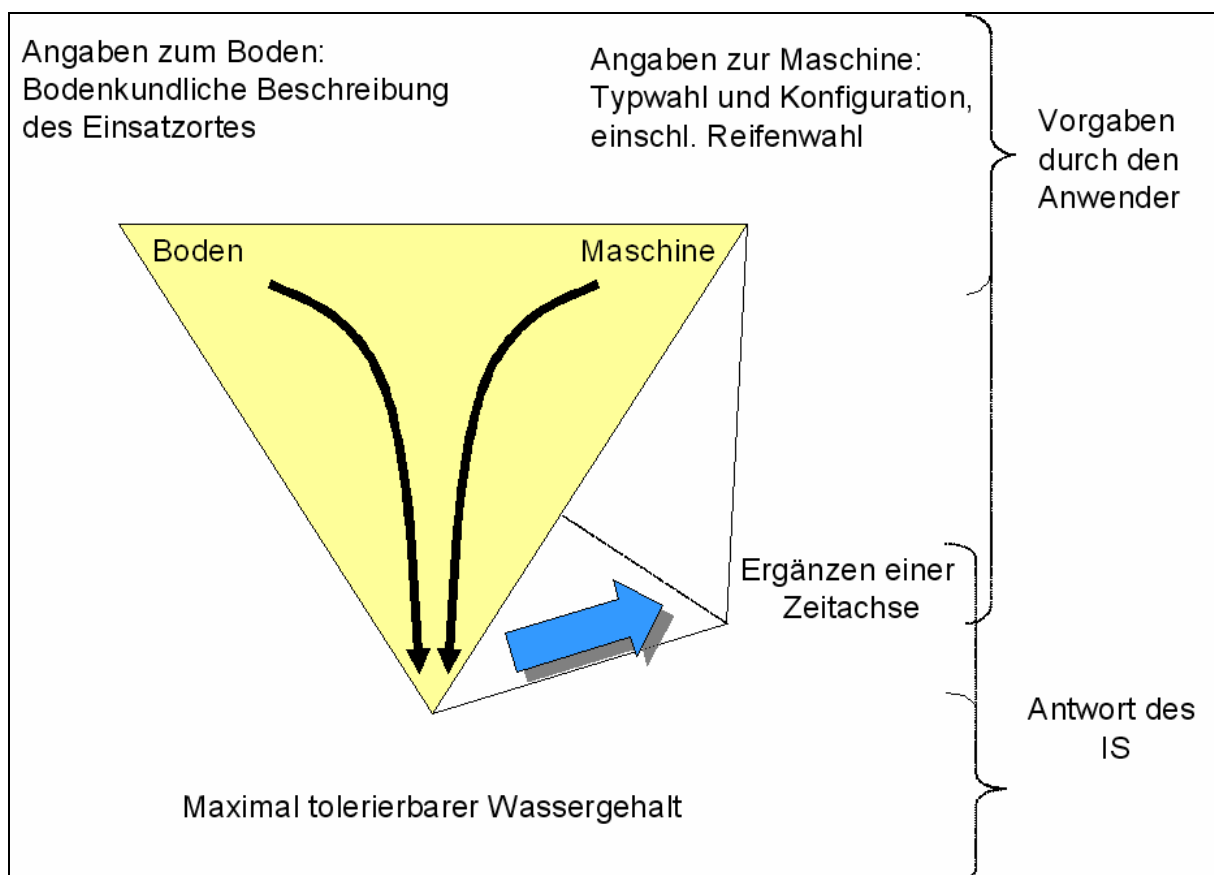 Angaben zum Boden:
Bodenkundliche Beschreibung
des Einsatzortes
Angaben zur Maschine:
Typwahl und Konfiguration,
einschl. Reifenwahl
Vorgaben
durch den
Anwender
Boden
Maschine
Ergänzen einer
Zeitachse
Antwort des
IS
Maximal tolerierbarer Wassergehalt